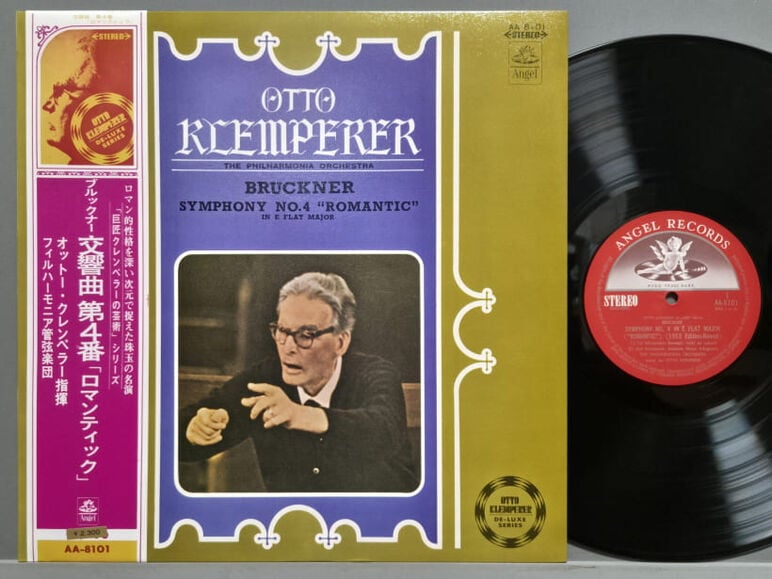 STEREO
OTTO
KLEMPERER
DE-LUXE
SERIES
ロマン的性格を深い次元で捉えた珠玉の名演
「巨匠クレンペラーの芸術」シリーズ
ブルックナー
交響曲 第4番「ロマンティック」
オットー・クレンペラー指揮
フィルハーモニア管弦楽団
Angel
¥2,300
AA-8101
STEREO
Angel
OTTO
KLEMPERER
THE PHILHARMONIA ORCHESTRA
BRUCKNER
SYMPHONY NO.4 "ROMANTIC"
IN E FLAT MAJOR
OTTO
KLEMPERER
DE-LUXE
SERIES
ANGEL RECORDS
STEREO
AA-8101
BRUCKNER
SYMPHONY NO. 4 IN E FLAT MAJOR